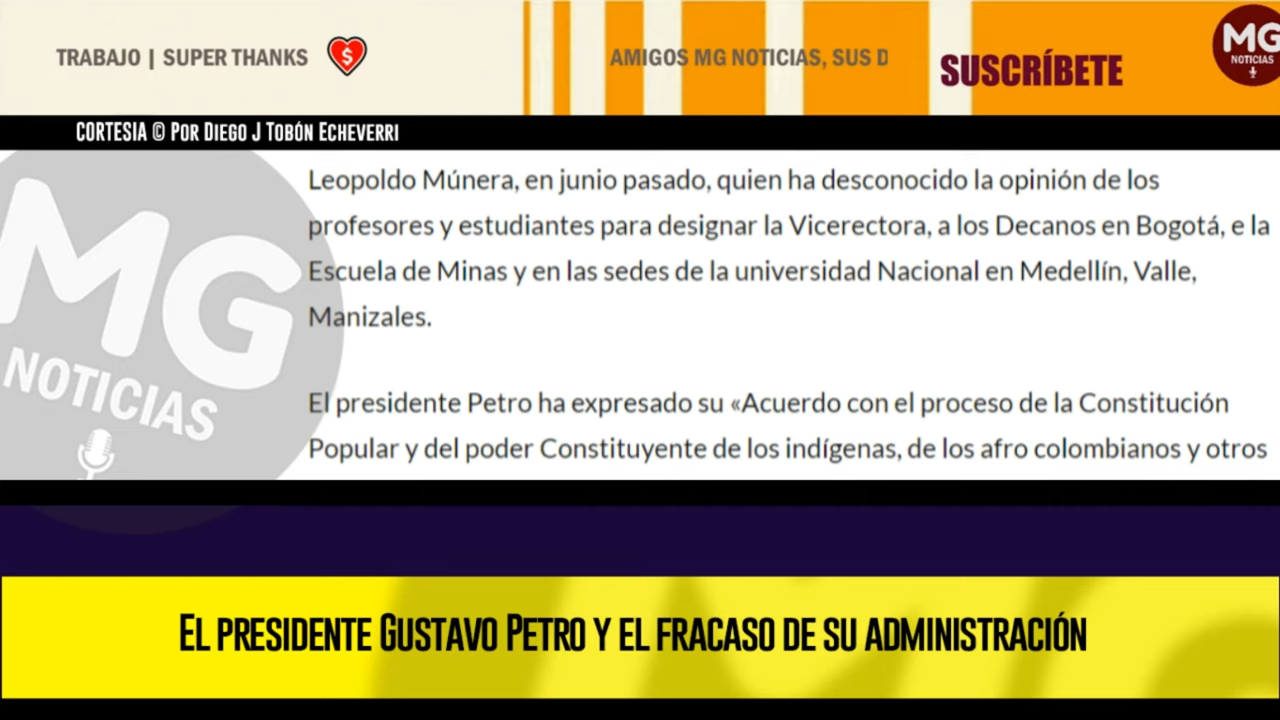 TRABAJO | SUPER THANKS
$
AMIGOS MG NOTICIAS, SUS D
SUSCRÍBETE
MG
NOTICIAS
CORTESIA © POR DIEGO J TOBÓN ECHEVERRI
Leopoldo Múnera, en junio pasado, quien ha desconocido la opinión de los
profesores y estudiantes para designar la Vicerectora, a los Decanos en Bogotá, e la
Escuela de Minas y en las sedes de la universidad Nacional en Medellín, Valle,
Manizales.
El presidente Petro ha expresado su «Acuerdo con el proceso de la Constitución
Popular y del poder Constituyente de los indígenas, de los afro colombianos y otros
MG
NOTICIAS
EL PRESIDENTE GUSTAVO PETRO Y EL FRACASO DE SU ADMINISTRACIÓN